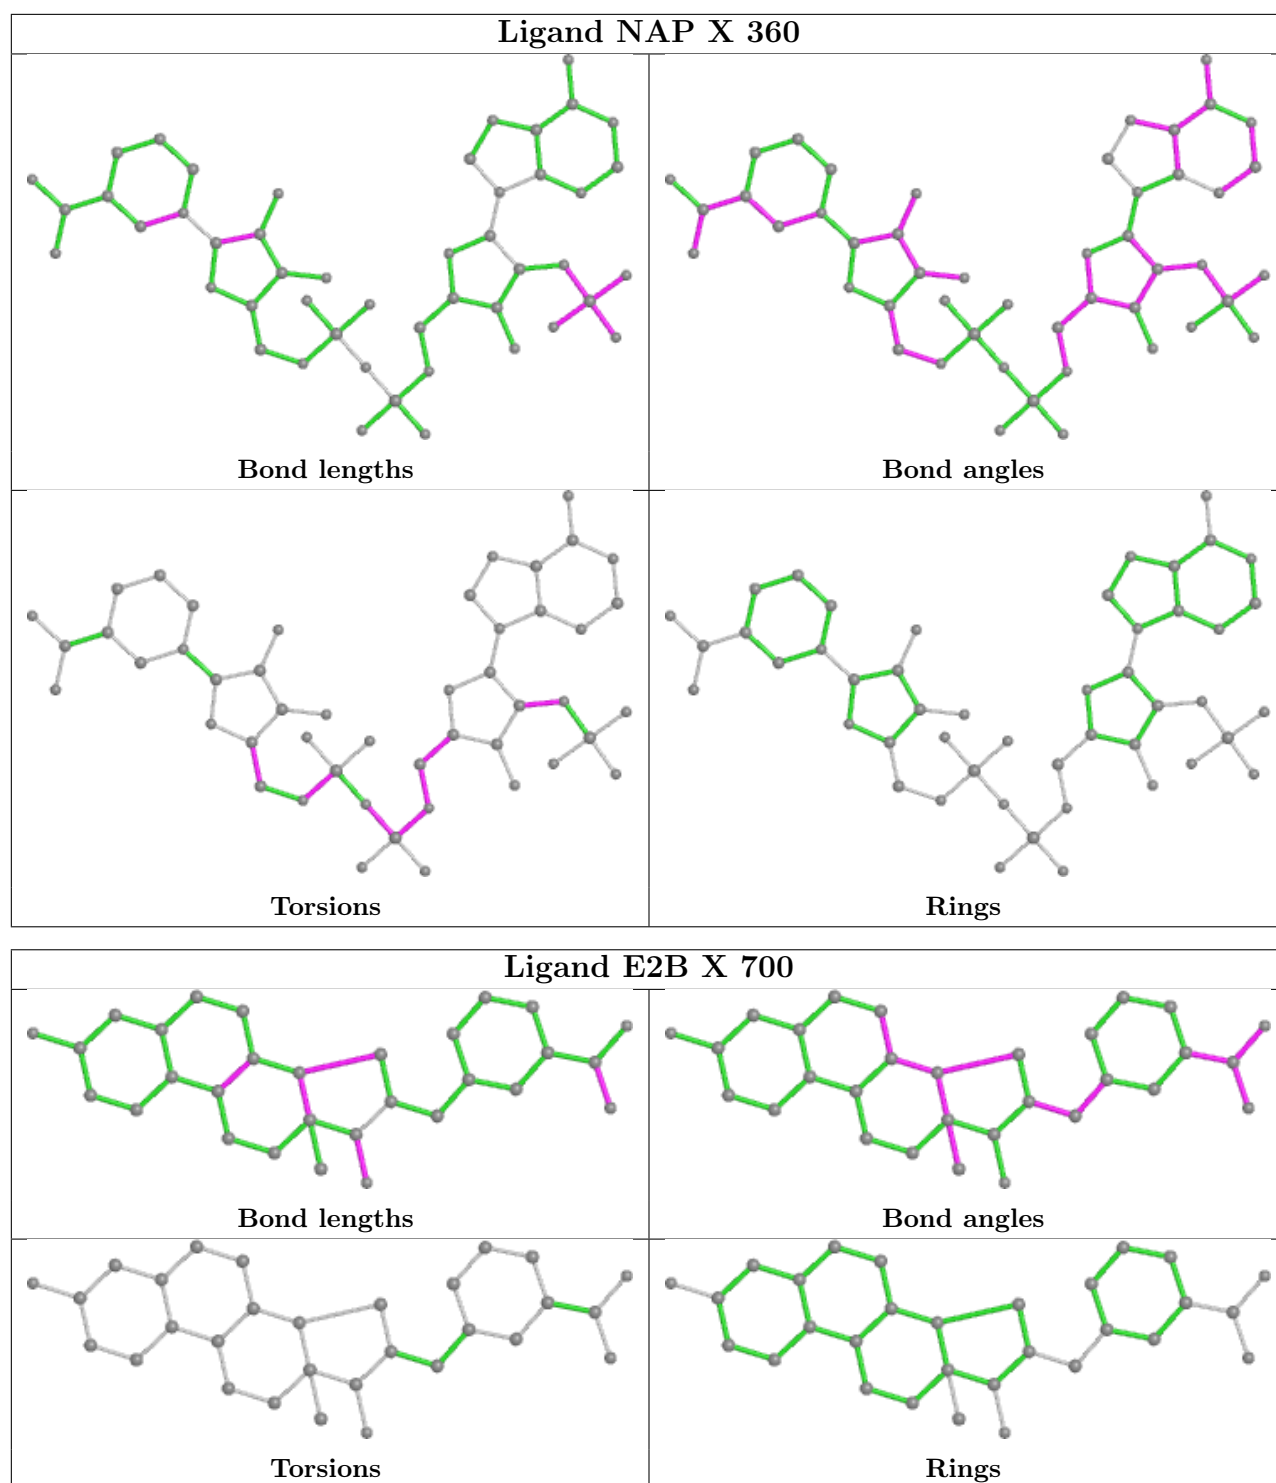 Ligand NAP X 360
Bond lengths
Bond angles
Torsions
Rings
Ligand E2B X 700
Bond lengths
Bond angles
Torsions
Rings